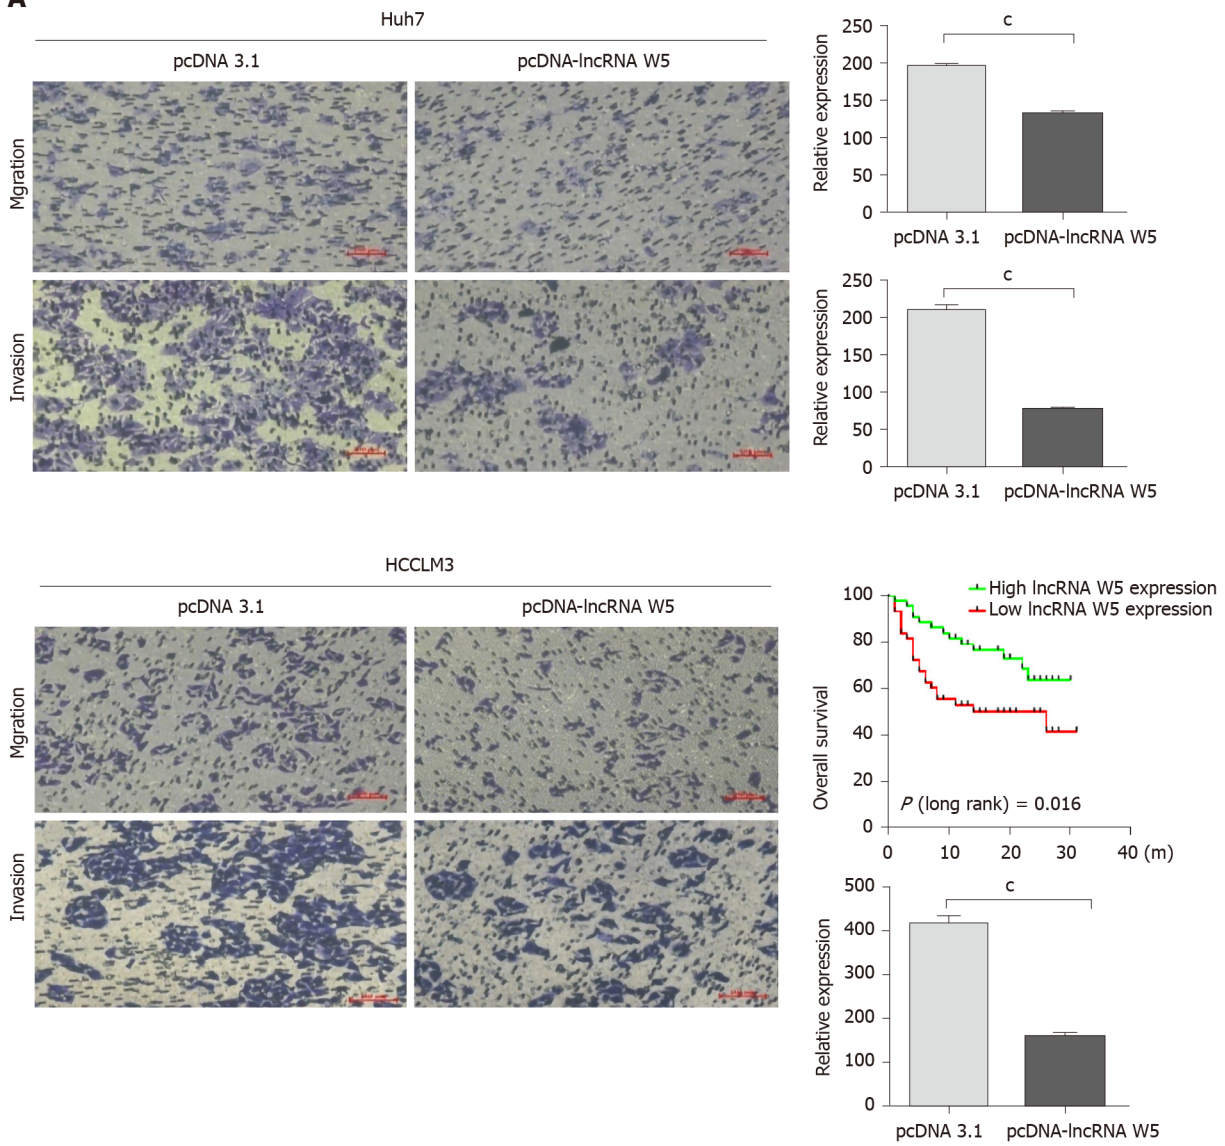 A
Huh7
pcDNA 3.1
pcDNA-lncRNA W5
Mgration
Invasion
250
200
150
100
50
0
Relative expression
c
pcDNA 3.1
pcDNA-lncRNA W5
250
200
150
100
50
0
Relative expression
c
pcDNA 3.1
pcDNA-lncRNA W5
HCCLM3
pcDNA 3.1
pcDNA-lncRNA W5
Mgration
Invasion
High lncRNA W5 expression
Low lncRNA W5 expression
100
80
60
40
20
0
Overall survival
P (long rank) = 0.016
0 10 20 30 40 (m)
500
400
300
200
100
0
Relative expression
c
pcDNA 3.1
pcDNA-lncRNA W5